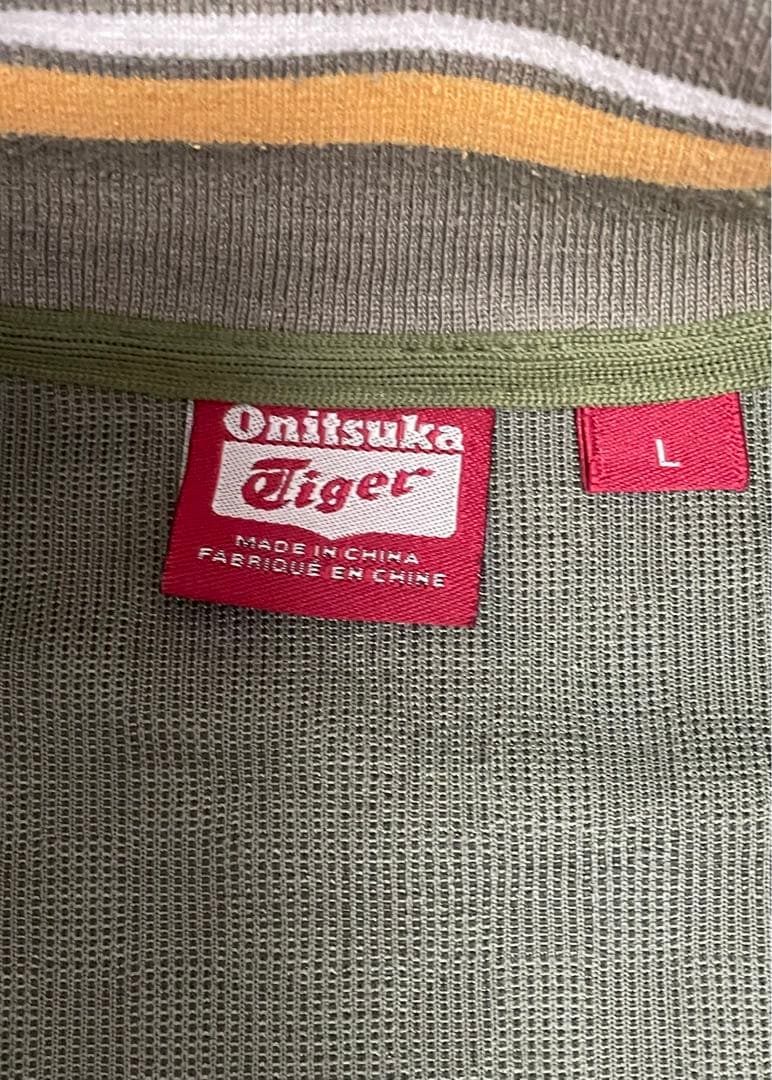 Onitsuka
Tiger
MADE IN CHINA
FABRIQUÉ EN CHINE
L